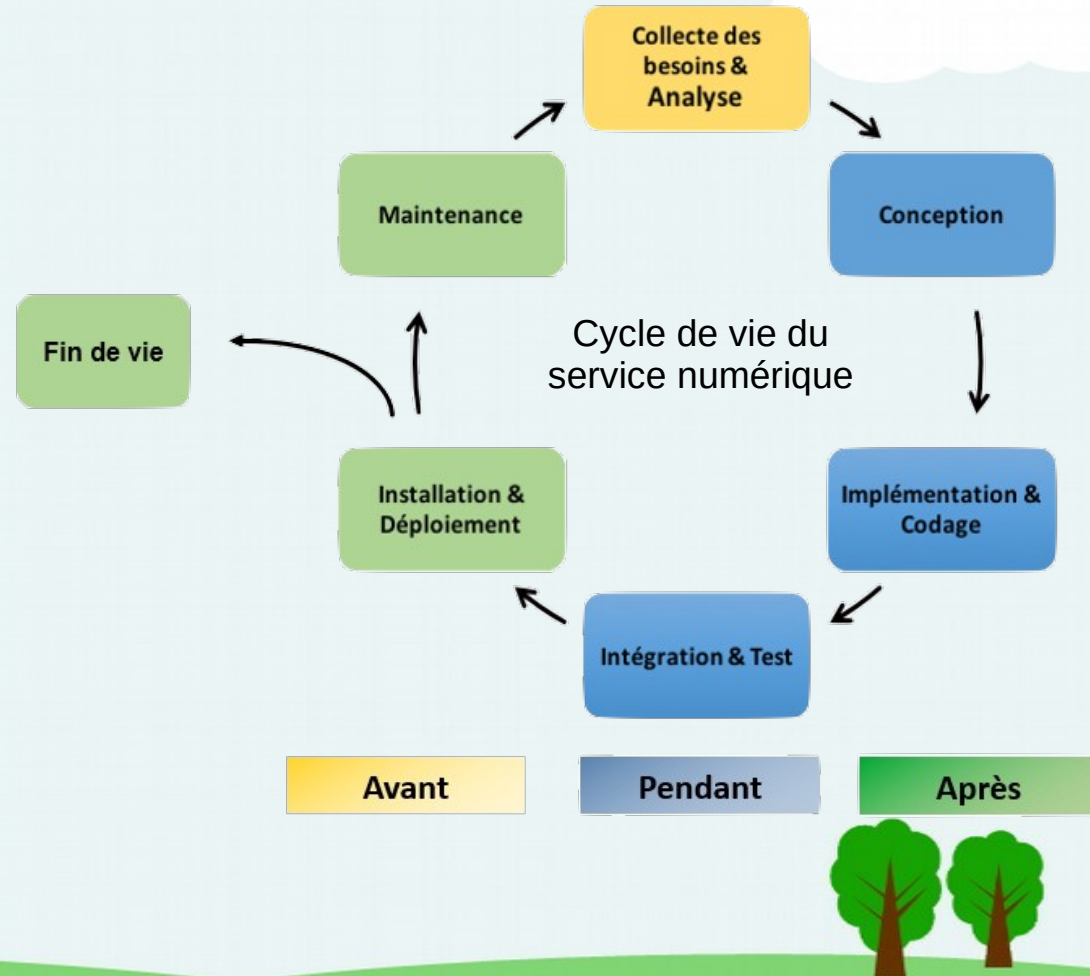 Collecte des
besoins &
Analyse
Maintenance
Conception
Cycle de vie du
service numérique
Fin de vie
Installation &
Déploiement
Implémentation &
Codage
Intégration & Test
Avant
Pendant
Après